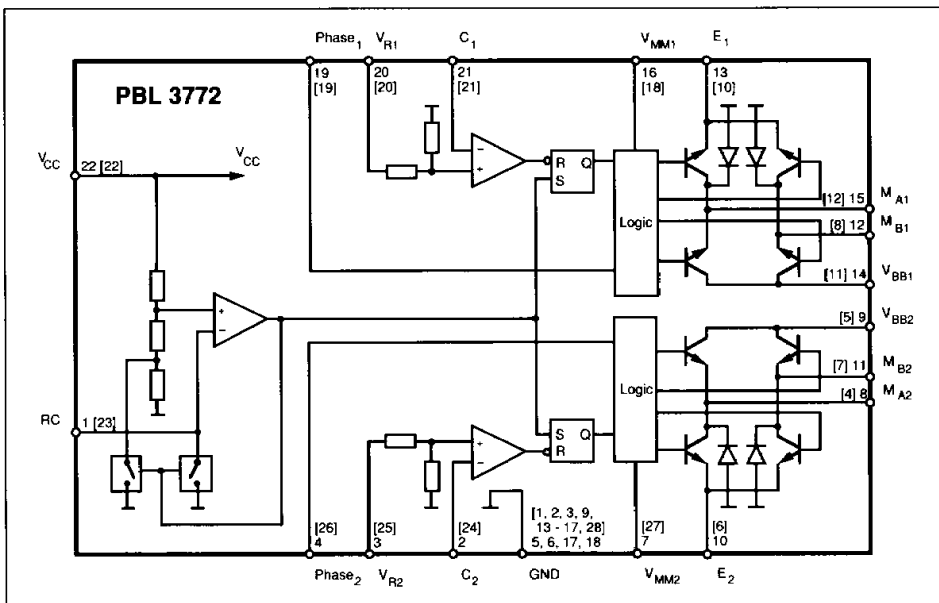 Phase1 VR1 C1 VMM1 E1
19 20 21 16 13
[19] [20] [21] [18] [10]
PBL 3772
VCC 22 [22] VCC
R Q
S
Logic
[12] 15 MA1
[8] 12 MB1
[11] 14 VBB1
+
−
− 
+
[5] 9 VBB2
[7] 11 MB2
[4] 8 MA2
Logic
RC 1 [23]
S Q
R
+
−
[1, 2, 3, 9,
13 - 17, 28]
5, 6, 17, 18
[26] [25] [24] [27] [6]
4 3 2 7 10
Phase2 VR2 C2 GND VMM2 E2